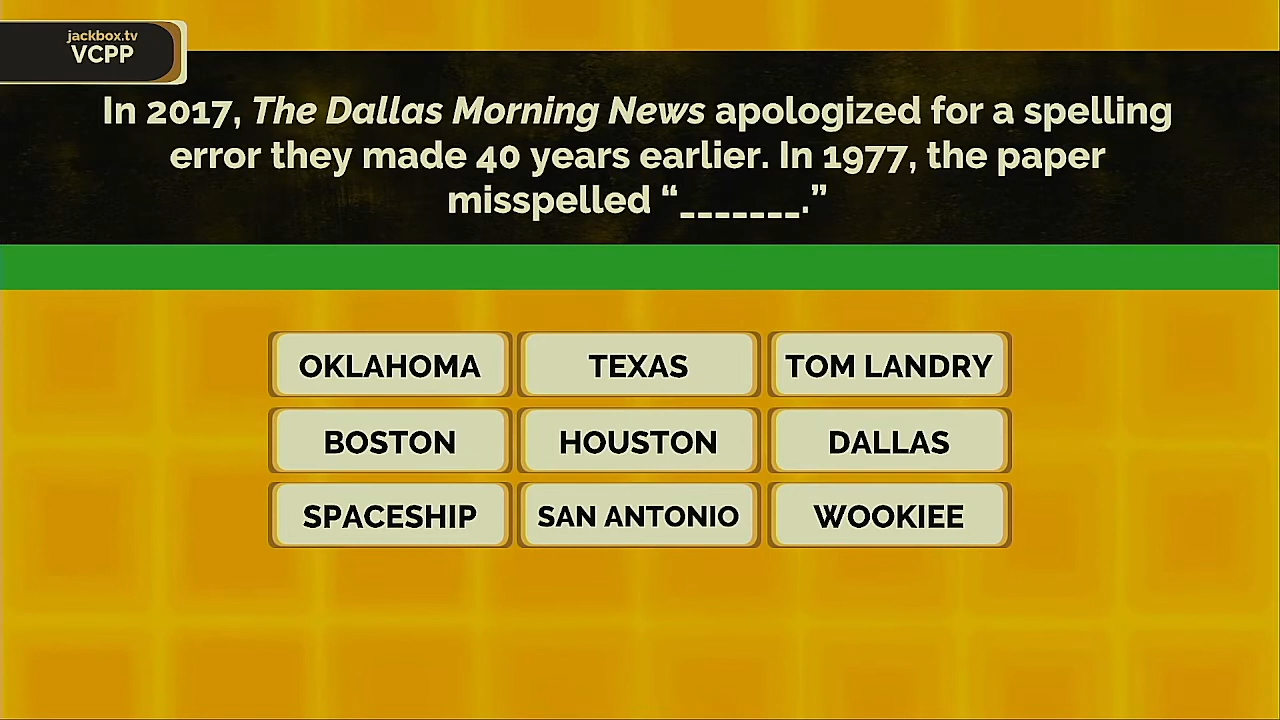 jackbox.tv
VCPP
In 2017, The Dallas Morning News apologized for a spelling
error they made 40 years earlier. In 1977, the paper
misspelled “_______.”
OKLAHOMA TEXAS TOM LANDRY
BOSTON HOUSTON DALLAS
SPACESHIP SAN ANTONIO WOOKIEE